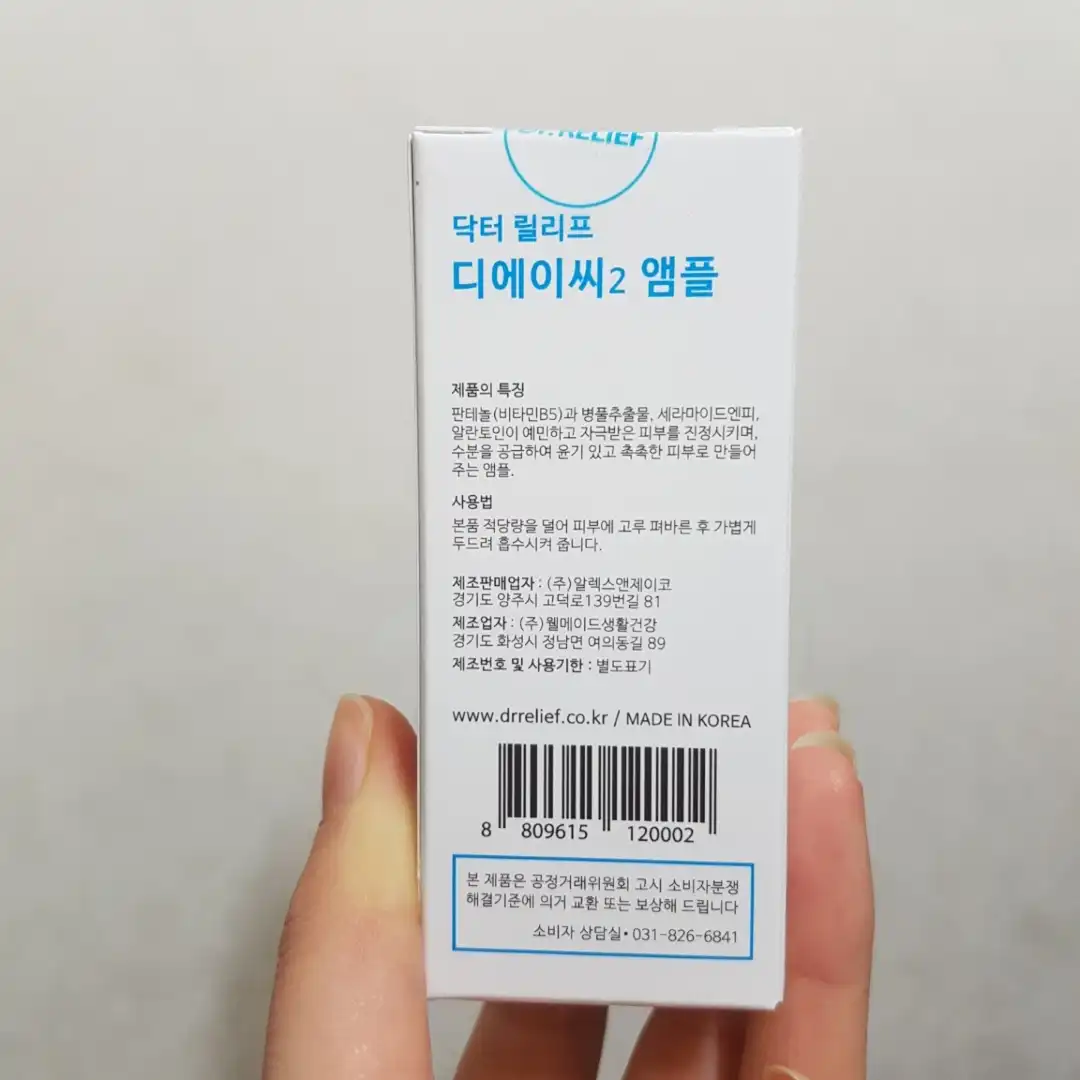 Dr. RELIEF
닥터 릴리프
디에이씨2 앰플
제품의 특징
판테놀(비타민B5)과 병풀추출물, 세라마이드엔피,
알란토인이 예민하고 자극받은 피부를 진정시키며,
수분을 공급하여 윤기 있고 촉촉한 피부로 만들어
주는 앰플.
사용법
본품 적당량을 덜어 피부에 고루 펴바른 후 가볍게
두드려 흡수시켜 줍니다.
제조판매업자 : (주)알렉스앤제이코
경기도 양주시 고덕로139번길 81
제조업자 : (주)웰메이드생활건강
경기도 화성시 정남면 여의동길 89
제조번호 및 사용기한 : 별도표기
www.drrelief.co.kr / MADE IN KOREA
8 809615 120002
본 제품은 공정거래위원회 고시 소비자분쟁
해결기준에 의거 교환 또는 보상해 드립니다
소비자 상담실• 031-826-6841